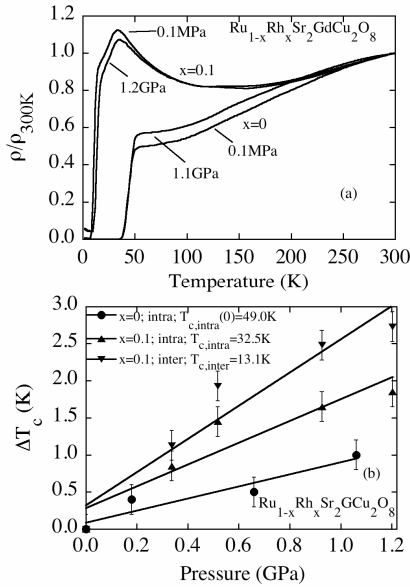 Ru1-xRhxSr2GdCu2O8
0.1MPa
x=0.1
1.2GPa
x=0
0.1MPa
1.1GPa
(a)
ρ/ρ300K
1.2
1.0
0.8
0.6
0.4
0.2
0.0
0 50 100 150 200 250 300
Temperature (K)
x=0; intra; Tc,intra(0)=49.0K
x=0.1; intra; Tc,intra=32.5K
x=0.1; inter; Tc,inter=13.1K
ΔTc (K)
3.0
2.5
2.0
1.5
1.0
0.5
0.0
(b)
Ru1-xRhxSr2GCu2O8
0.0 0.2 0.4 0.6 0.8 1.0 1.2
Pressure (GPa)